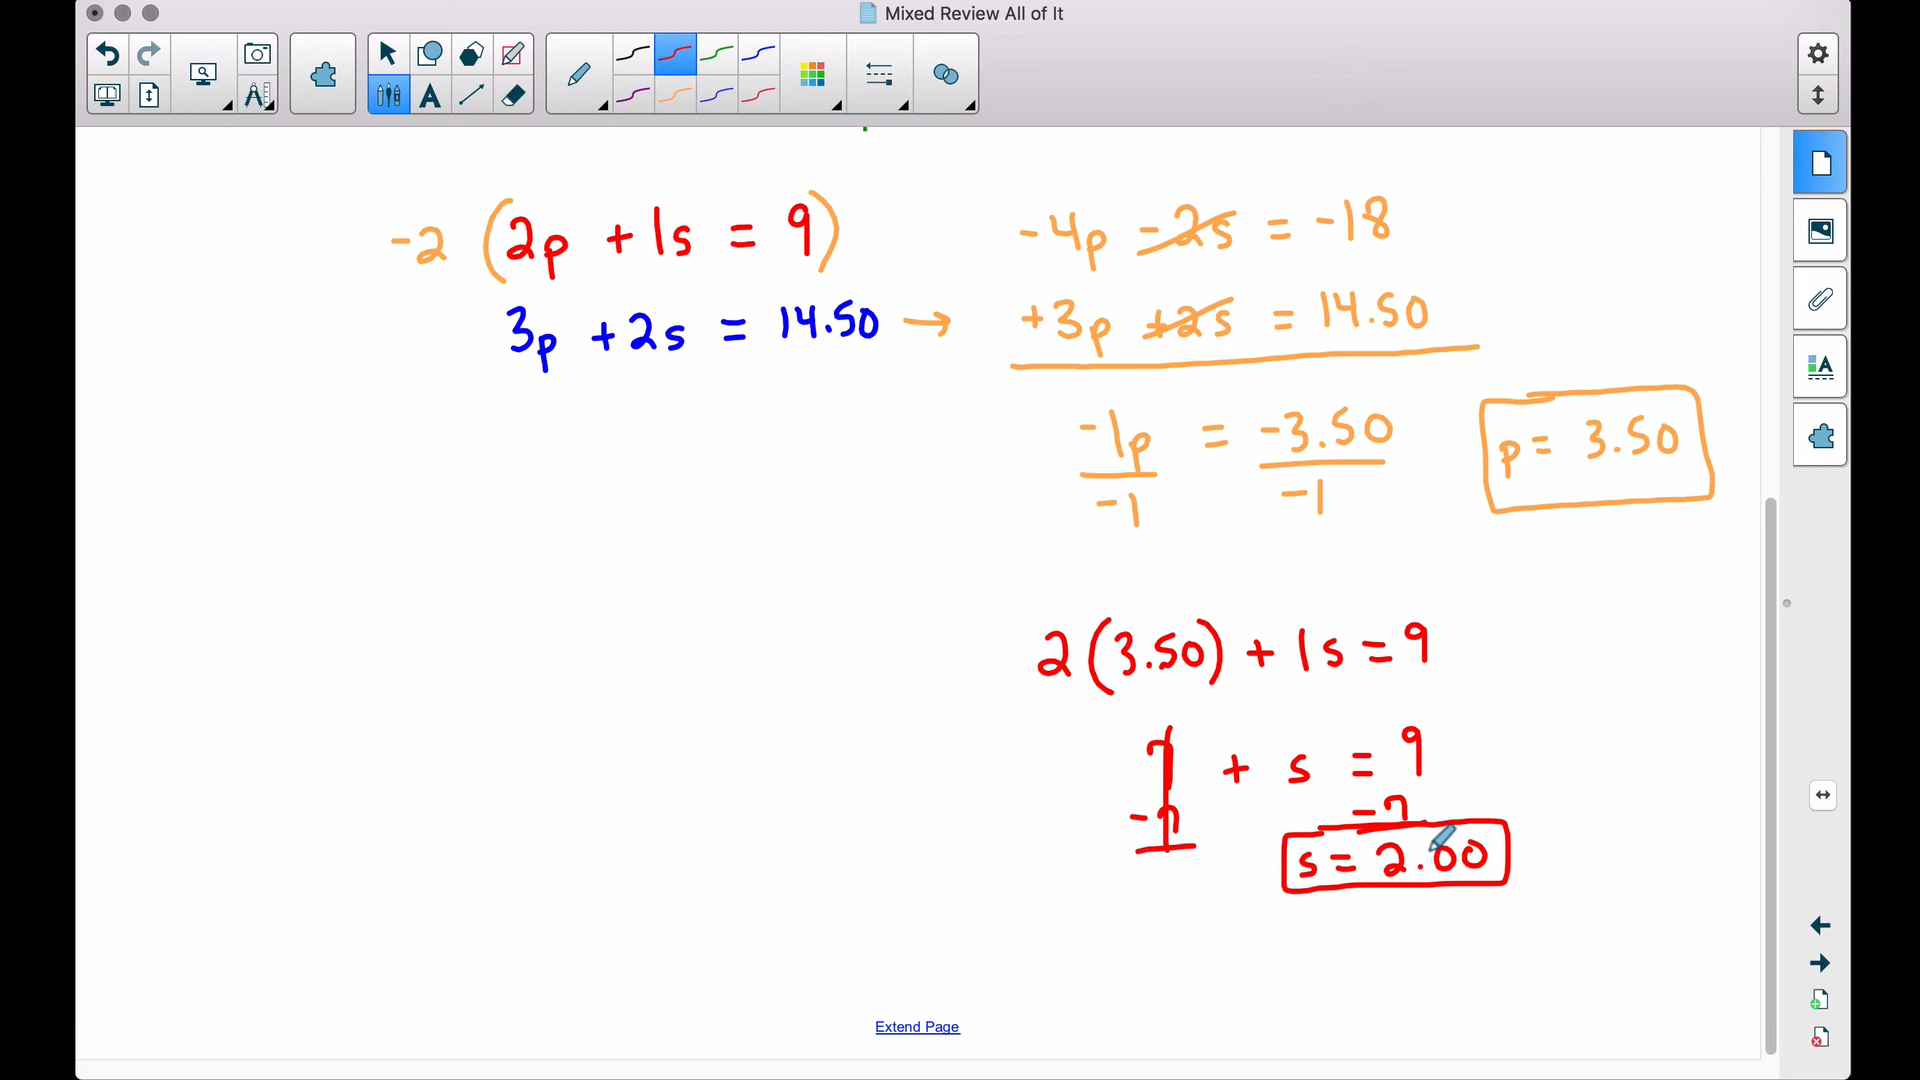 Mixed Review All of It
-2 (2p + 1s = 9)
3p + 2s = 14.50 →
-4p - 2s = -18
+3p + 2s = 14.50
-1p = -3.50
-1 -1
p = 3.50
2(3.50) + 1s = 9
7 + s = 9
-7 -7
s = 2.00
Extend Page